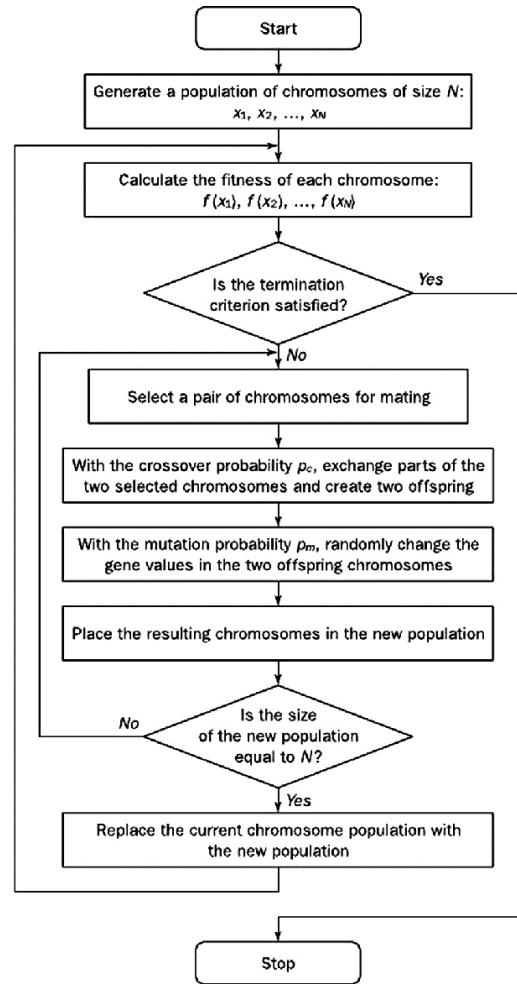 Start
Generate a population of chromosomes of size N:
x₁, x₂, ..., xN
Calculate the fitness of each chromosome:
f (x₁), f (x₂), ..., f (xN)
Is the termination
criterion satisfied?
Yes
No
Select a pair of chromosomes for mating
With the crossover probability pc, exchange parts of the
two selected chromosomes and create two offspring
With the mutation probability pm, randomly change the
gene values in the two offspring chromosomes
Place the resulting chromosomes in the new population
Is the size
of the new population
equal to N?
No
Yes
Replace the current chromosome population with
the new population
Stop